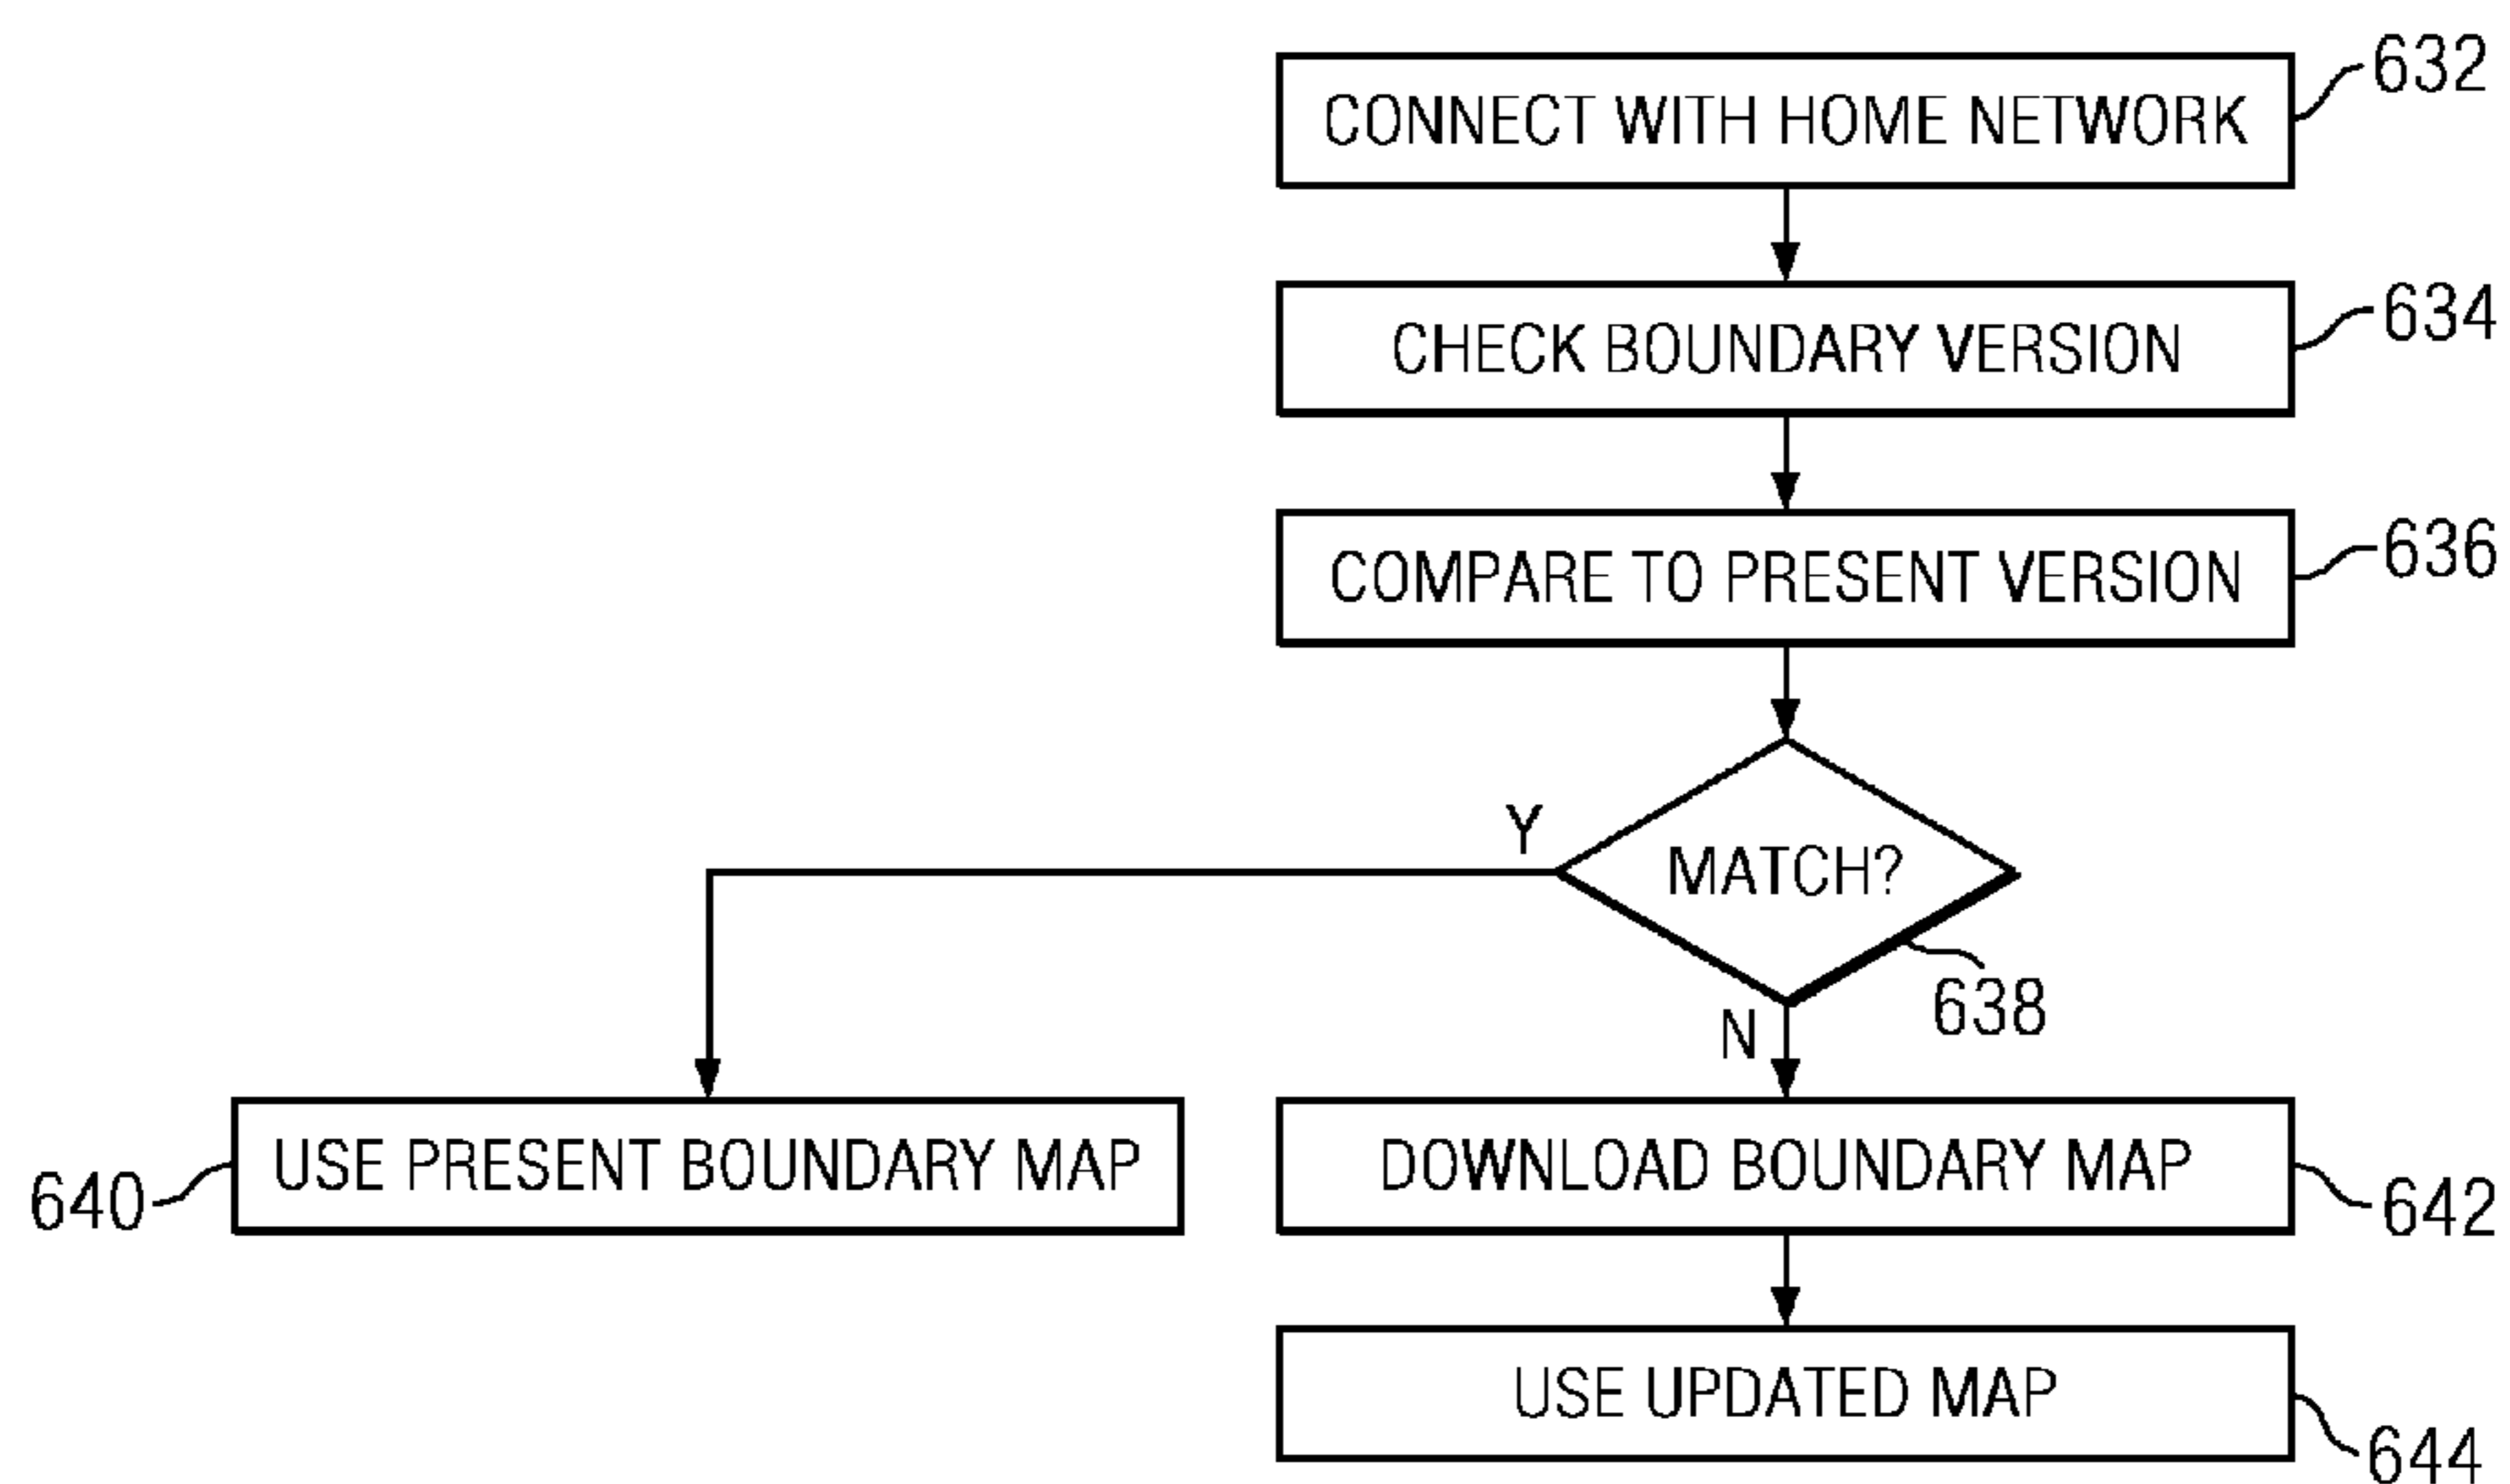 CONNECT WITH HOME NETWORK
632
CHECK BOUNDARY VERSION
634
COMPARE TO PRESENT VERSION
636
Y
MATCH?
638
N
USE PRESENT BOUNDARY MAP
640
DOWNLOAD BOUNDARY MAP
642
USE UPDATED MAP
644